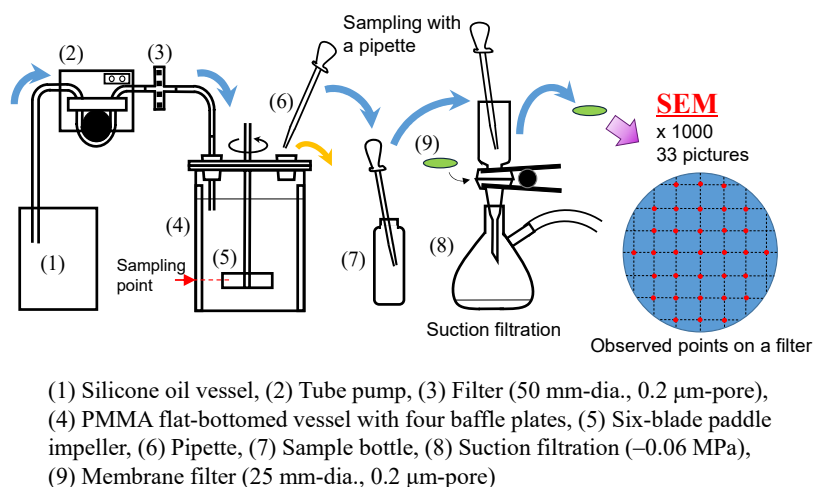 Sampling with
a pipette
(2)
(3)
(6)
(9)
SEM
x 1000
33 pictures
(4)
(1)
(5)
(7)
(8)
Sampling
point
Suction filtration
Observed points on a filter
(1) Silicone oil vessel, (2) Tube pump, (3) Filter (50 mm-dia., 0.2 μm-pore),
(4) PMMA flat-bottomed vessel with four baffle plates, (5) Six-blade paddle
impeller, (6) Pipette, (7) Sample bottle, (8) Suction filtration (–0.06 MPa),
(9) Membrane filter (25 mm-dia., 0.2 μm-pore)